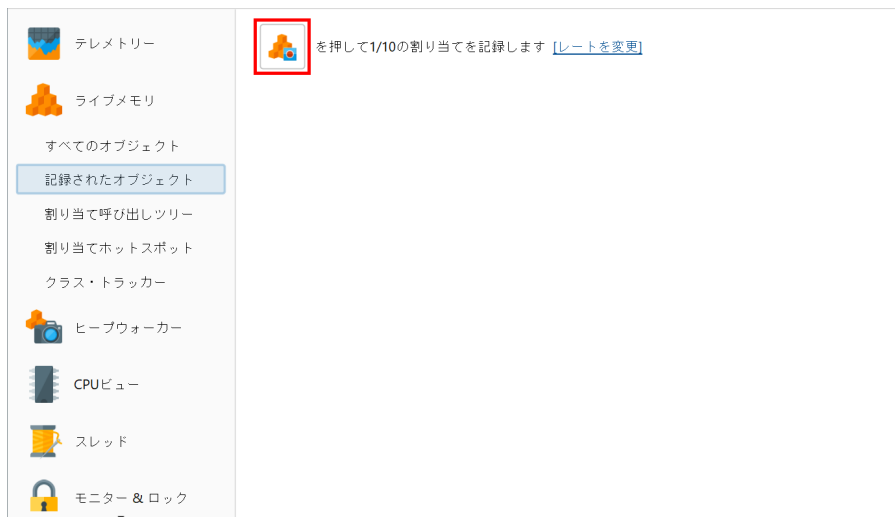 テレメトリー
ライブメモリ
すべてのオブジェクト
記録されたオブジェクト
割り当て呼び出しツリー
割り当てホットスポット
クラス・トラッカー
ヒープウォーカー
CPUビュー
スレッド
モニター & ロック
を押して1/10の割り当てを記録します [レートを変更]